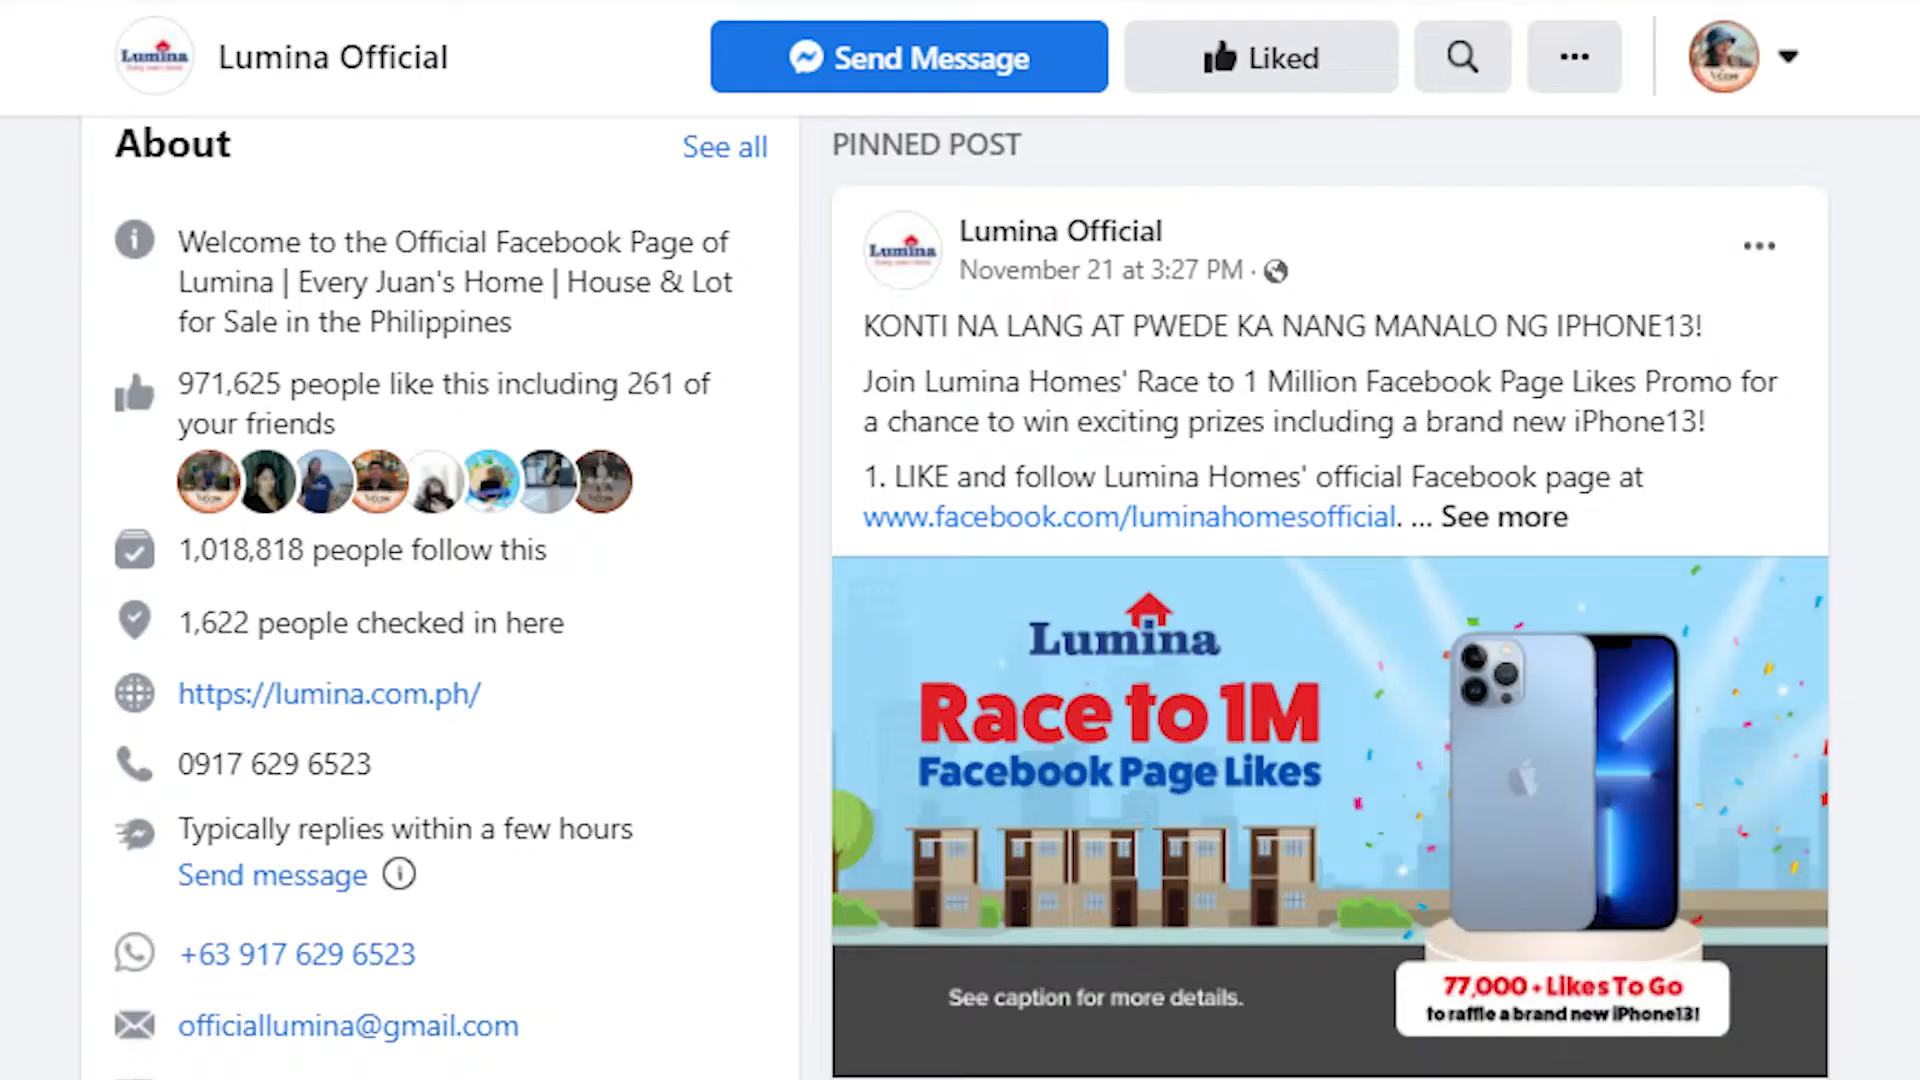 Lumina
Lumina Official
Send Message
Liked
About
See all
Welcome to the Official Facebook Page of
Lumina | Every Juan's Home | House & Lot
for Sale in the Philippines
971,625 people like this including 261 of
your friends
1,018,818 people follow this
1,622 people checked in here
https://lumina.com.ph/
0917 629 6523
Typically replies within a few hours
Send message
+63 917 629 6523
officiallumina@gmail.com
PINNED POST
Lumina
Lumina Official
November 21 at 3:27 PM ·
KONTI NA LANG AT PWEDE KA NANG MANALO NG IPHONE13!
Join Lumina Homes' Race to 1 Million Facebook Page Likes Promo for
a chance to win exciting prizes including a brand new iPhone13!
1. LIKE and follow Lumina Homes' official Facebook page at
www.facebook.com/luminahomesofficial. ... See more
Lumina
Race to 1M
Facebook Page Likes
See caption for more details.
77,000+ Likes To Go
to raffle a brand new iPhone13!